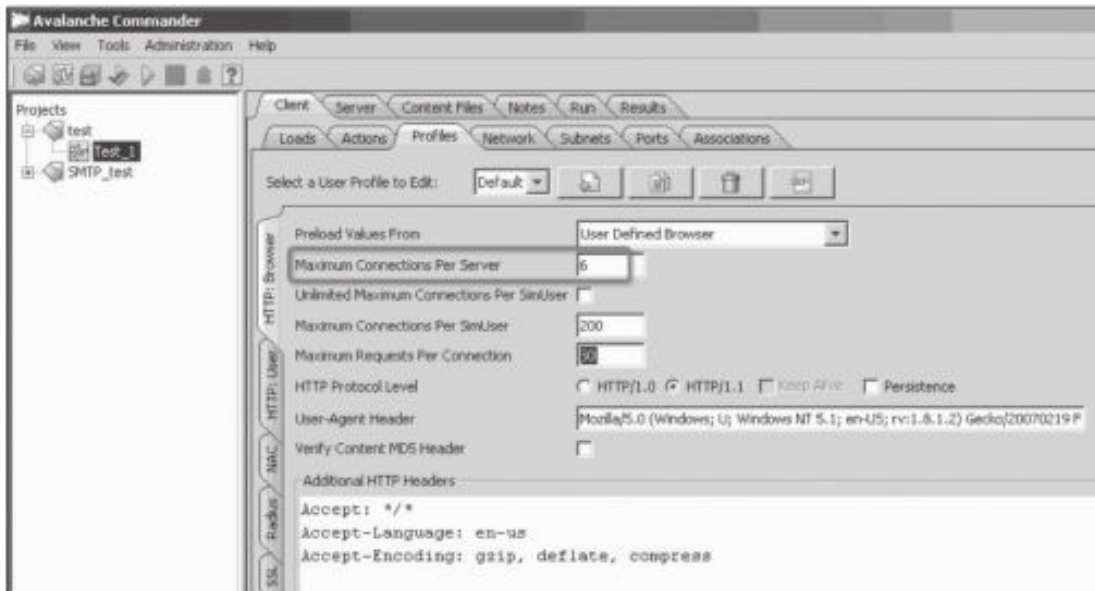 Avalanche Commander
File View Tools Administration Help
Projects
test
Test_1
SMTP_test
Client Server Content Files Notes Run Results
Loads Actions Profiles Network Subnets Ports Associations
Select a User Profile to Edit: Default
HTTP: Browser
HTTP: User
NAC
Radius
SSL
Preload Values From User Defined Browser
Maximum Connections Per Server 6
Unlimited Maximum Connections Per SimUser
Maximum Connections Per SimUser 200
Maximum Requests Per Connection 50
HTTP Protocol Level HTTP/1.0 HTTP/1.1 Keep Alive Persistence
User-Agent Header Mozilla/5.0 (Windows; U; Windows NT 5.1; en-US; rv:1.8.1.2) Gecko/20070219 F
Verify Content MD5 Header
Additional HTTP Headers
Accept: */*
Accept-Language: en-us
Accept-Encoding: gzip, deflate, compress